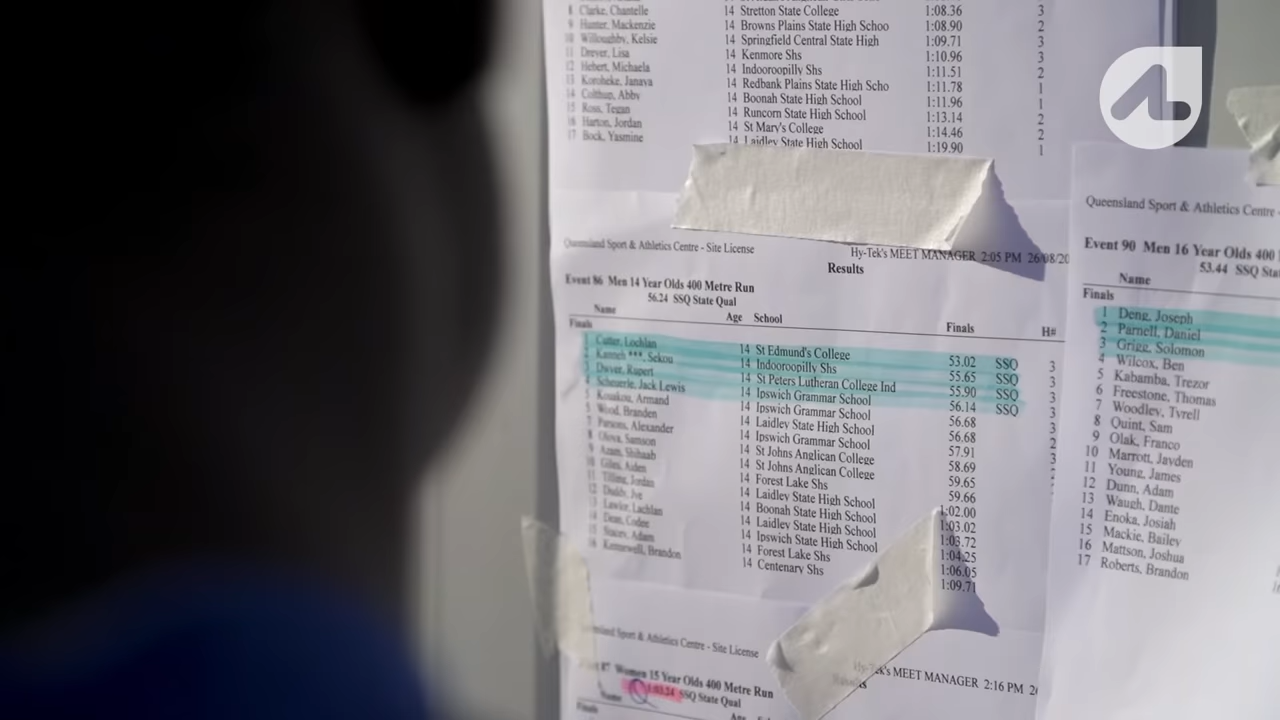 8 Clarke, Chantelle 14 Stretton State College 1:08.36 3
9 Hunter, Mackenzie 14 Browns Plains State High Schoo 1:08.90 2
10 Willoughby, Kelsie 14 Springfield Central State High 1:09.71 3
11 Drever, Lisa 14 Kenmore Shs 1:10.96 3
12 Hebert, Michaela 14 Indooroopilly Shs 1:11.51 2
13 Koroheke, Janaya 14 Redbank Plains State High Scho 1:11.78 1
14 Colthup, Abby 14 Boonah State High School 1:11.96 1
15 Ross, Tegan 14 Runcorn State High School 1:13.14 2
16 Harton, Jordan 14 St Mary's College 1:14.46 2
17 Bock, Yasmine 14 Laidley State High School 1:19.90 1
Queensland Sport & Athletics Centre - Site License Hy-Tek's MEET MANAGER 2:05 PM 26/08/20
Results
Event 86 Men 14 Year Olds 400 Metre Run
56.24 SSQ State Qual
Name Age School Finals H#
Finals
1 Cutter, Lochlan 14 St Edmund's College 53.02 SSQ 3
2 Kanneh ***, Sekou 14 Indooroopilly Shs 55.65 SSQ 3
3 Dwyer, Rupert 14 St Peters Lutheran College Ind 55.90 SSQ 3
4 Scheuerle, Jack Lewis 14 Ipswich Grammar School 56.14 SSQ 3
5 Kouakou, Armand 14 Ipswich Grammar School 56.68
Wood, Branden 14 Laidley State High School 56.68
7 Parsons, Alexander 14 Ipswich Grammar School 57.91
8 Samson 14 St Johns Anglican College 58.69
9 Azam, Shihaab 14 St Johns Anglican College 59.65
10 Giles, Aiden 14 Forest Lake Shs 59.66
11 Tilling, Jordan 14 Laidley State High School 1:02.00
12 14 Boonah State High School 1:03.02
13 Lawlor, Lachlan 14 Laidley State High School 1:03.72
14 Dean, Codee 14 Ipswich State High School 1:04.25
15 Stacey, Adam 14 Forest Lake Shs 1:06.05
16 Brandon 14 Centenary Shs 1:09.71
Queensland Sport & Athletics Centre - Site License
Hy-Tek's MEET MANAGER 2:16 PM
87 Women 15 Year Olds 400 Metre Run
1:03.24 SSQ State Qual
Name Age School
Finals
Queensland Sport & Athletics Centre
Event 90 Men 16 Year Olds 400
53.44 SSQ Sta
Name
Finals
1 Deng, Joseph
2 Parnell, Daniel
3 Grigg, Solomon
4 Wilcox, Ben
5 Kabamba, Trezor
6 Freestone, Thomas
7 Woodley, Tyrell
8 Quint, Sam
9 Olak, Franco
10 Marrott, Jayden
11 Young, James
12 Dunn, Adam
13 Waugh, Dante
14 Enoka, Josiah
15 Mackie, Bailey
16 Mattson, Joshua
17 Roberts, Brandon